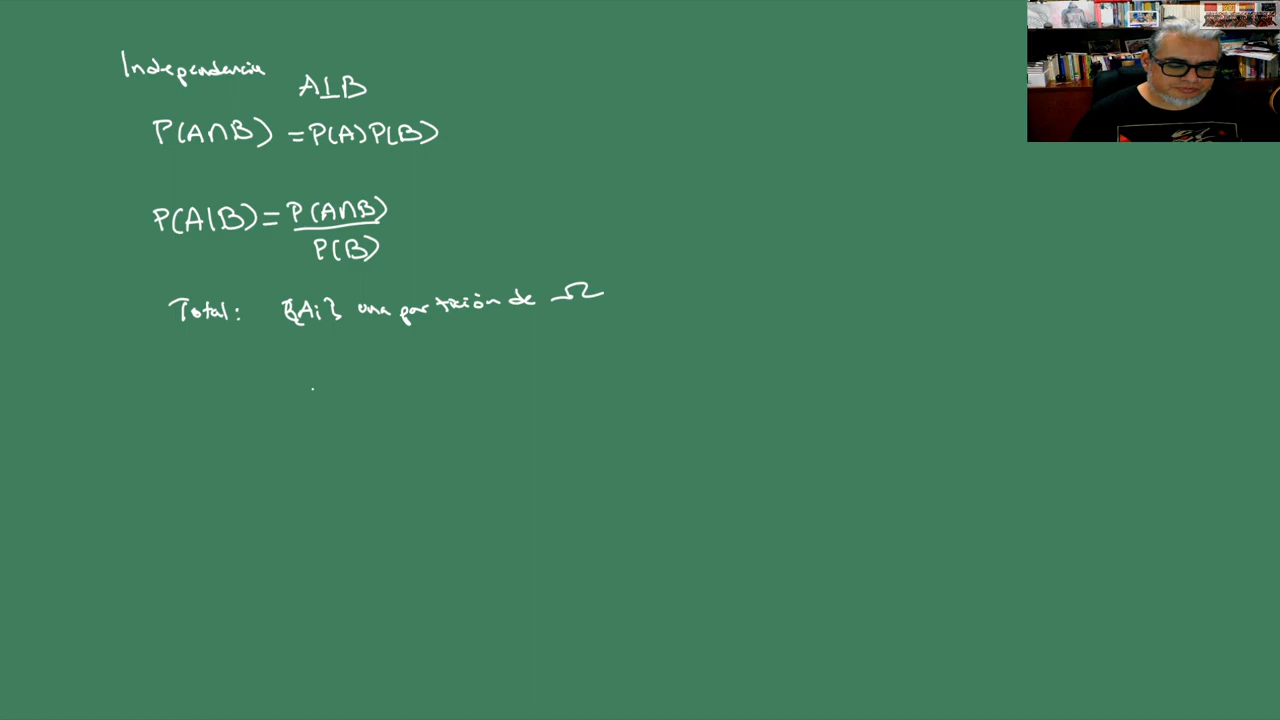 Independencia
A⊥B
P(A∩B) = P(A)P(B)
P(A|B) = P(A∩B) / P(B)
Total: {Ai} una partición de Ω